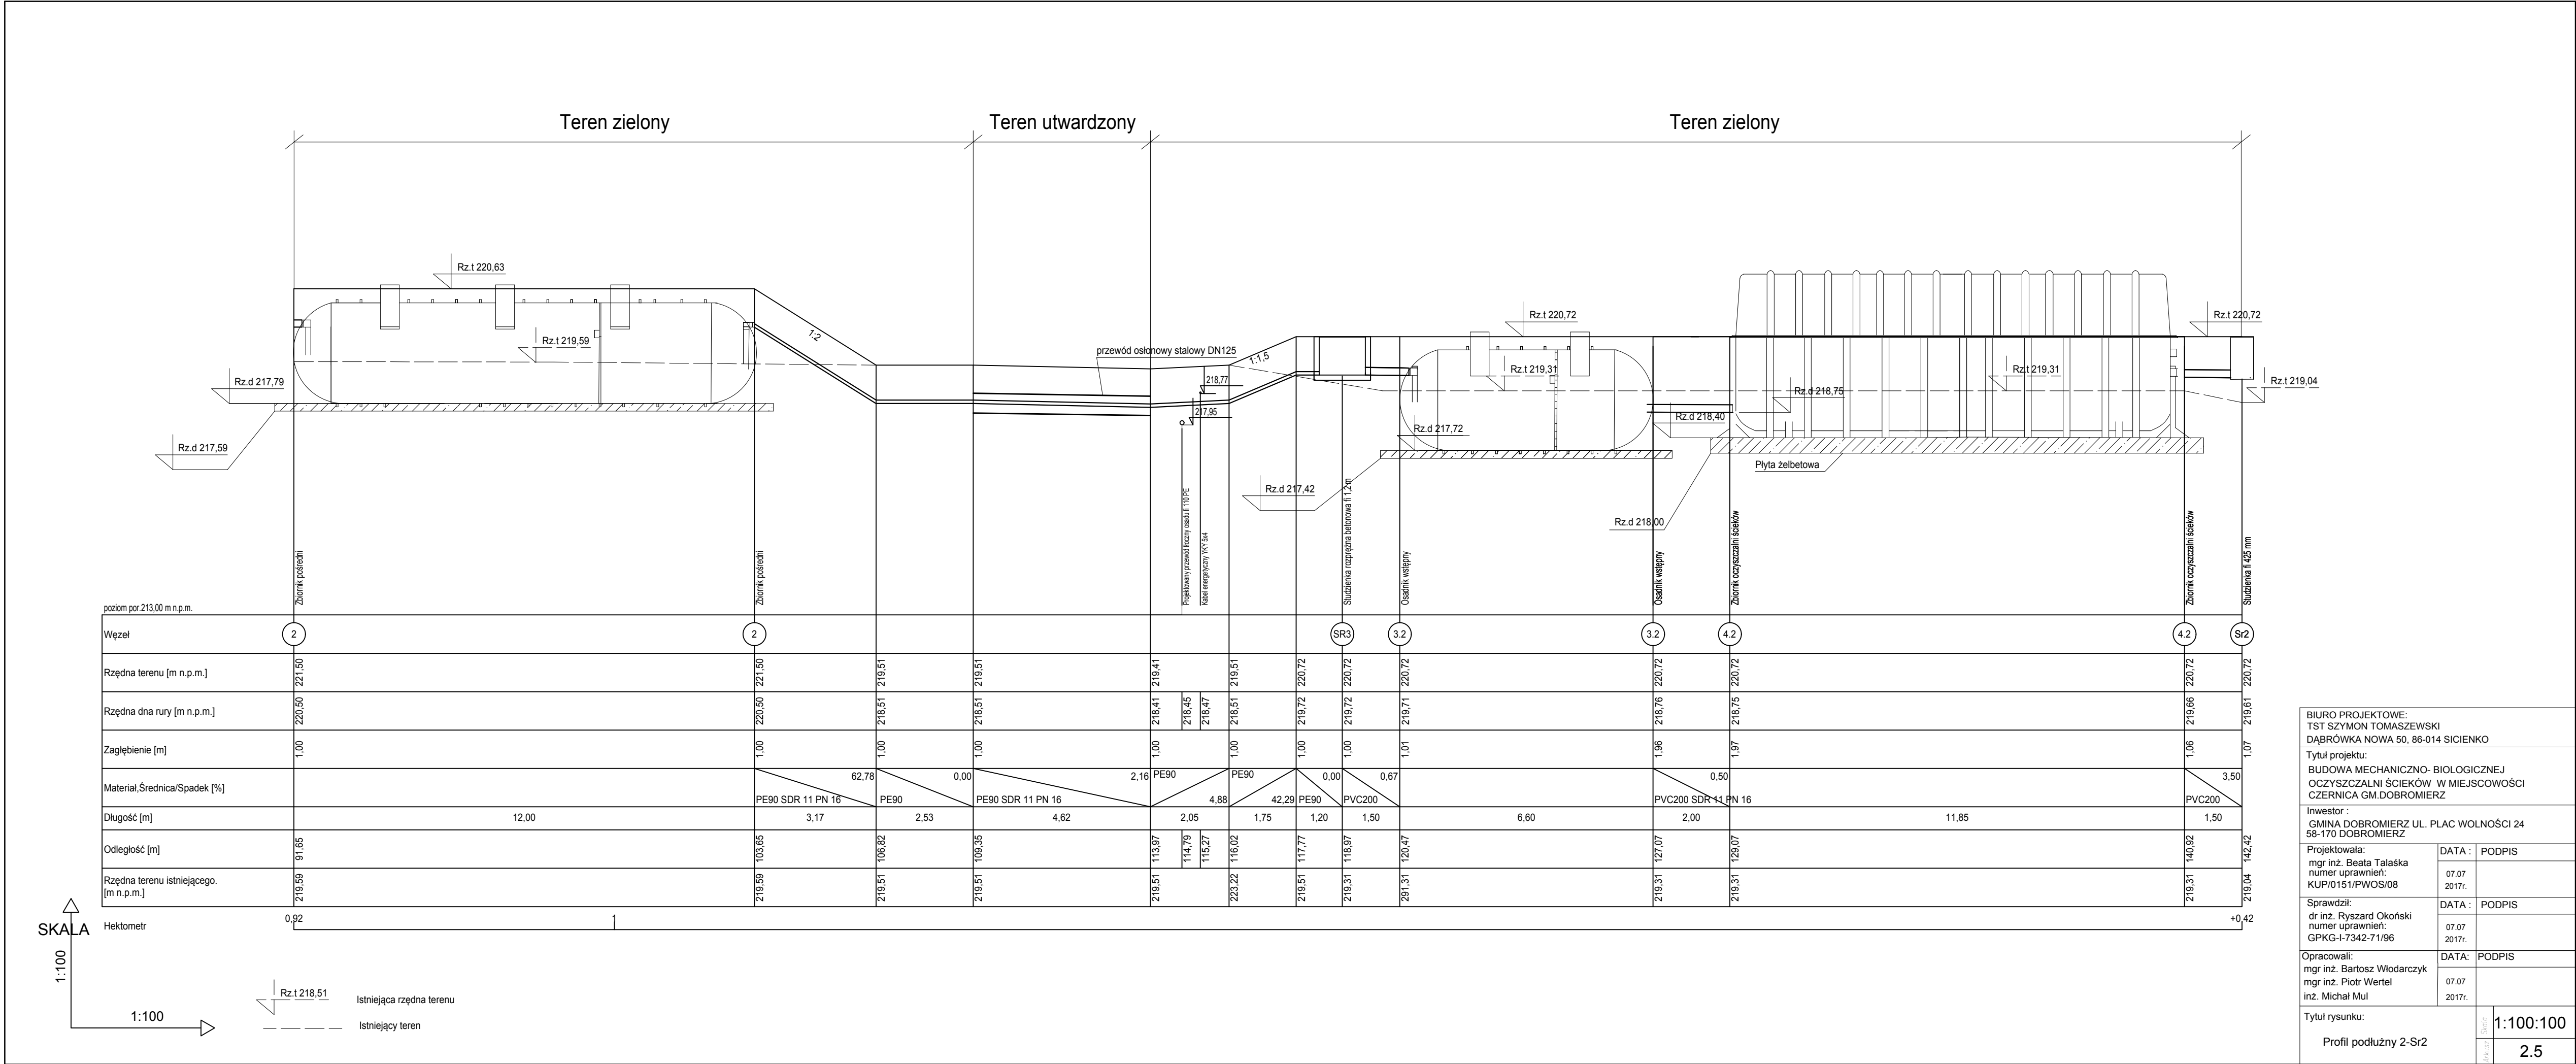 Teren zielony
Teren utwardzony
Teren zielony
Rz.t 220,63
Rz.t 219,59
Rz.d 217,79
Rz.d 217,59
1:2
przewód osłonowy stalowy DN125
1:1,5
218,77
217,95
Rz.t 220,72
Rz.t 219,31
Rz.d 217,72
Rz.d 217,42
Rz.d 218,40
Rz.d 218,75
Rz.t 219,31
Rz.t 220,72
Rz.t 219,04
Płyta żelbetowa
Rz.d 218,00
Zbiornik pośredni
Zbiornik pośredni
Projektowany przewód tłoczny osadu fi 110 PE
Kabel energetyczny YKY 5x4
Studzienka rozprężna betonowa fi 1,2 m
Osadnik wstępny
Osadnik wstępny
Zbiornik oczyszczalni ścieków
Zbiornik oczyszczalni ścieków
Studzienka fi 425 mm
poziom por.213,00 m n.p.m.
Węzeł 2 2 SR3 3.2 3.2 4.2 4.2 Sr2
Rzędna terenu [m n.p.m.] 221,50 221,50 219,51 219,51 219,41 219,51 220,72 220,72 220,72 220,72 220,72 220,72 220,72
Rzędna dna rury [m n.p.m.] 220,50 220,50 218,51 218,51 218,41 218,45 218,47 218,51 219,72 219,72 219,71 218,76 218,75 219,66 219,61
Zagłębienie [m] 1,00 1,00 1,00 1,00 1,00 1,00 1,00 1,00 1,01 1,96 1,97 1,06 1,07
Materiał,Średnica/Spadek [%]
62,78 0,00 2,16 PE90 PE90 0,00 0,67 0,50 3,50
PE90 SDR 11 PN 16 PE90 PE90 SDR 11 PN 16 4,88 42,29 PE90 PVC200 PVC200 SDR 11 PN 16 PVC200
Długość [m] 12,00 3,17 2,53 4,62 2,05 1,75 1,20 1,50 6,60 2,00 11,85 1,50
Odległość [m] 91,65 103,65 106,82 109,35 113,97 114,79 115,27 116,02 117,77 118,97 120,47 127,07 129,07 140,92 142,42
Rzędna terenu istniejącego.
[m n.p.m.] 219,59 219,59 219,51 219,51 219,51 223,22 219,51 219,31 291,31 219,31 219,31 219,31 219,04
Hektometr 0,92 1 +0,42
SKALA
1:100
1:100
Rz.t 218,51
Istniejąca rzędna terenu
Istniejący teren
BIURO PROJEKTOWE:
TST SZYMON TOMASZEWSKI
DĄBRÓWKA NOWA 50, 86-014 SICIENKO
Tytuł projektu:
BUDOWA MECHANICZNO- BIOLOGICZNEJ
OCZYSZCZALNI ŚCIEKÓW W MIEJSCOWOŚCI
CZERNICA GM.DOBROMIERZ
Inwestor :
GMINA DOBROMIERZ UL. PLAC WOLNOŚCI 24
58-170 DOBROMIERZ
Projektowała: DATA : PODPIS
mgr inż. Beata Talaśka
numer uprawnień: 07.07
KUP/0151/PWOS/08 2017r.
Sprawdził: DATA : PODPIS
dr inż. Ryszard Okoński
numer uprawnień: 07.07
GPKG-I-7342-71/96 2017r.
Opracowali: DATA: PODPIS
mgr inż. Bartosz Włodarczyk
mgr inż. Piotr Wertel 07.07
inż. Michał Mul 2017r.
Tytuł rysunku:
Profil podłużny 2-Sr2
Skala 1:100:100
Arkusz 2.5